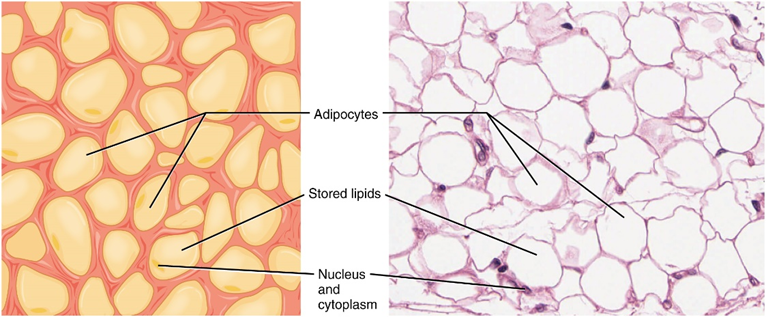 Adipocytes
Stored lipids
Nucleus
and
cytoplasm